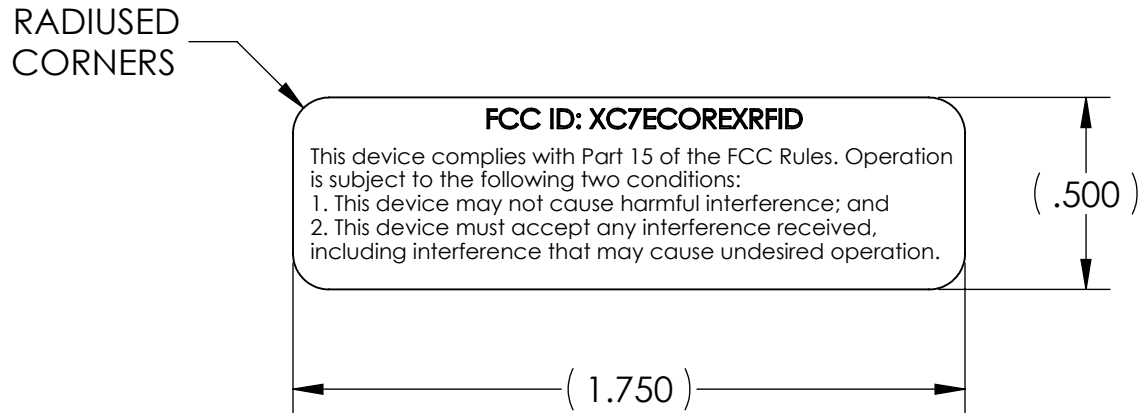 RADIUSED
CORNERS
FCC ID: XC7ECOREXRFID
This device complies with Part 15 of the FCC Rules. Operation
is subject to the following two conditions:
1. This device may not cause harmful interference; and
2. This device must accept any interference received,
including interference that may cause undesired operation.
( .500 )
( 1.750 )